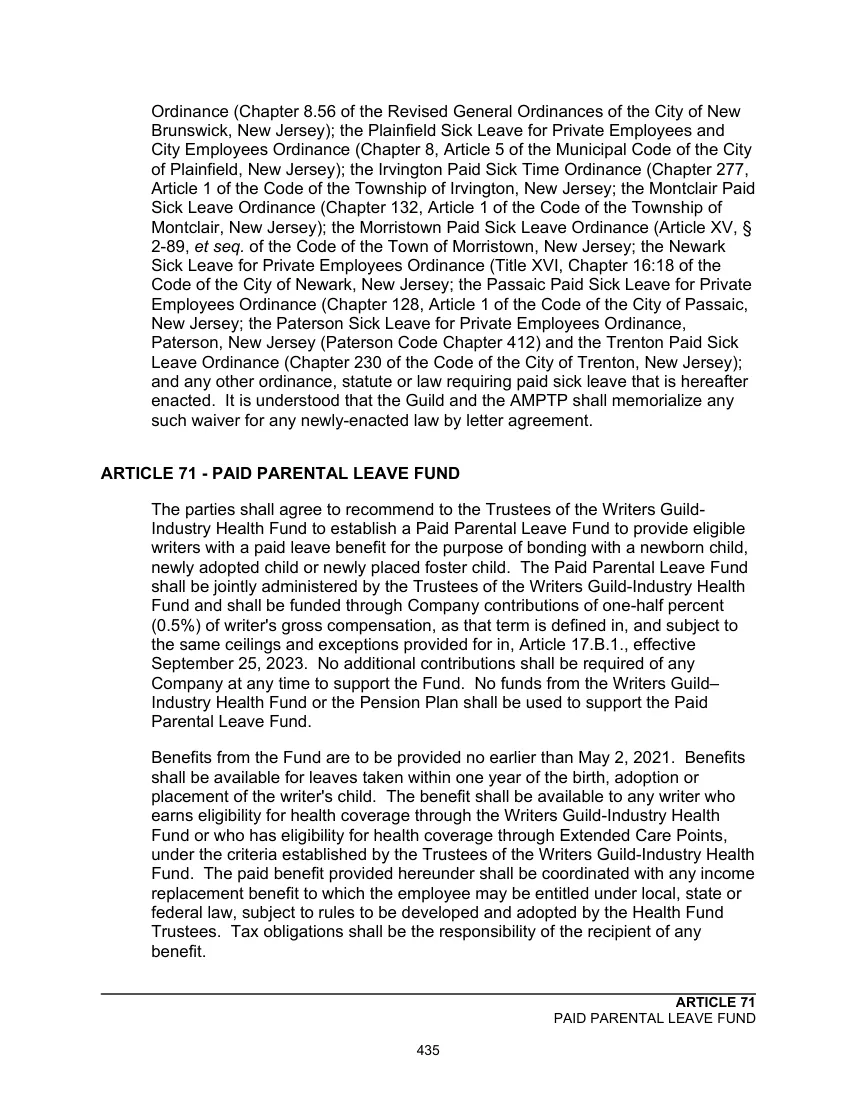 Ordinance (Chapter 8.56 of the Revised General Ordinances of the City of New
Brunswick, New Jersey); the Plainfield Sick Leave for Private Employees and
City Employees Ordinance (Chapter 8, Article 5 of the Municipal Code of the City
of Plainfield, New Jersey); the Irvington Paid Sick Time Ordinance (Chapter 277,
Article 1 of the Code of the Township of Irvington, New Jersey; the Montclair Paid
Sick Leave Ordinance (Chapter 132, Article 1 of the Code of the Township of
Montclair, New Jersey); the Morristown Paid Sick Leave Ordinance (Article XV, §
2-89, et seq. of the Code of the Town of Morristown, New Jersey; the Newark
Sick Leave for Private Employees Ordinance (Title XVI, Chapter 16:18 of the
Code of the City of Newark, New Jersey; the Passaic Paid Sick Leave for Private
Employees Ordinance (Chapter 128, Article 1 of the Code of the City of Passaic,
New Jersey; the Paterson Sick Leave for Private Employees Ordinance,
Paterson, New Jersey (Paterson Code Chapter 412) and the Trenton Paid Sick
Leave Ordinance (Chapter 230 of the Code of the City of Trenton, New Jersey);
and any other ordinance, statute or law requiring paid sick leave that is hereafter
enacted.  It is understood that the Guild and the AMPTP shall memorialize any
such waiver for any newly-enacted law by letter agreement.
ARTICLE 71 - PAID PARENTAL LEAVE FUND
The parties shall agree to recommend to the Trustees of the Writers Guild-
Industry Health Fund to establish a Paid Parental Leave Fund to provide eligible
writers with a paid leave benefit for the purpose of bonding with a newborn child,
newly adopted child or newly placed foster child.  The Paid Parental Leave Fund
shall be jointly administered by the Trustees of the Writers Guild-Industry Health
Fund and shall be funded through Company contributions of one-half percent
(0.5%) of writer's gross compensation, as that term is defined in, and subject to
the same ceilings and exceptions provided for in, Article 17.B.1., effective
September 25, 2023.  No additional contributions shall be required of any
Company at any time to support the Fund.  No funds from the Writers Guild–
Industry Health Fund or the Pension Plan shall be used to support the Paid
Parental Leave Fund.
Benefits from the Fund are to be provided no earlier than May 2, 2021.  Benefits
shall be available for leaves taken within one year of the birth, adoption or
placement of the writer's child.  The benefit shall be available to any writer who
earns eligibility for health coverage through the Writers Guild-Industry Health
Fund or who has eligibility for health coverage through Extended Care Points,
under the criteria established by the Trustees of the Writers Guild-Industry Health
Fund.  The paid benefit provided hereunder shall be coordinated with any income
replacement benefit to which the employee may be entitled under local, state or
federal law, subject to rules to be developed and adopted by the Health Fund
Trustees.  Tax obligations shall be the responsibility of the recipient of any
benefit.
ARTICLE 71
PAID PARENTAL LEAVE FUND
435